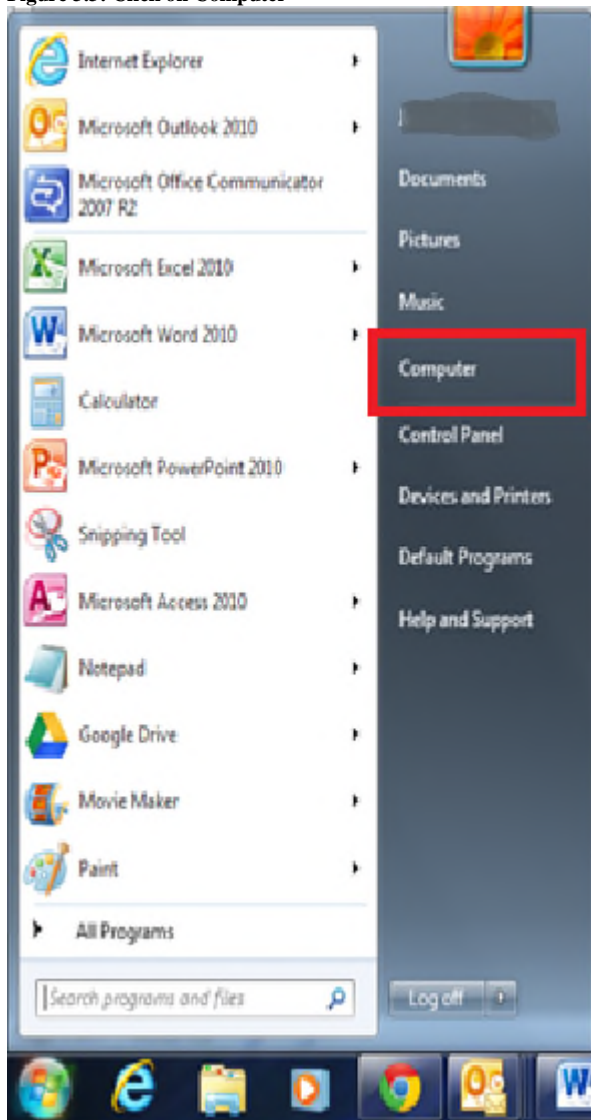 Internet Explorer
Microsoft Outlook 2010
Microsoft Office Communicator
2007 R2
Microsoft Excel 2010
Microsoft Word 2010
Calculator
Microsoft PowerPoint 2010
Snipping Tool
Microsoft Access 2010
Notepad
Google Drive
Movie Maker
Paint
All Programs
Search programs and files
Documents
Pictures
Music
Computer
Control Panel
Devices and Printers
Default Programs
Help and Support
Log off